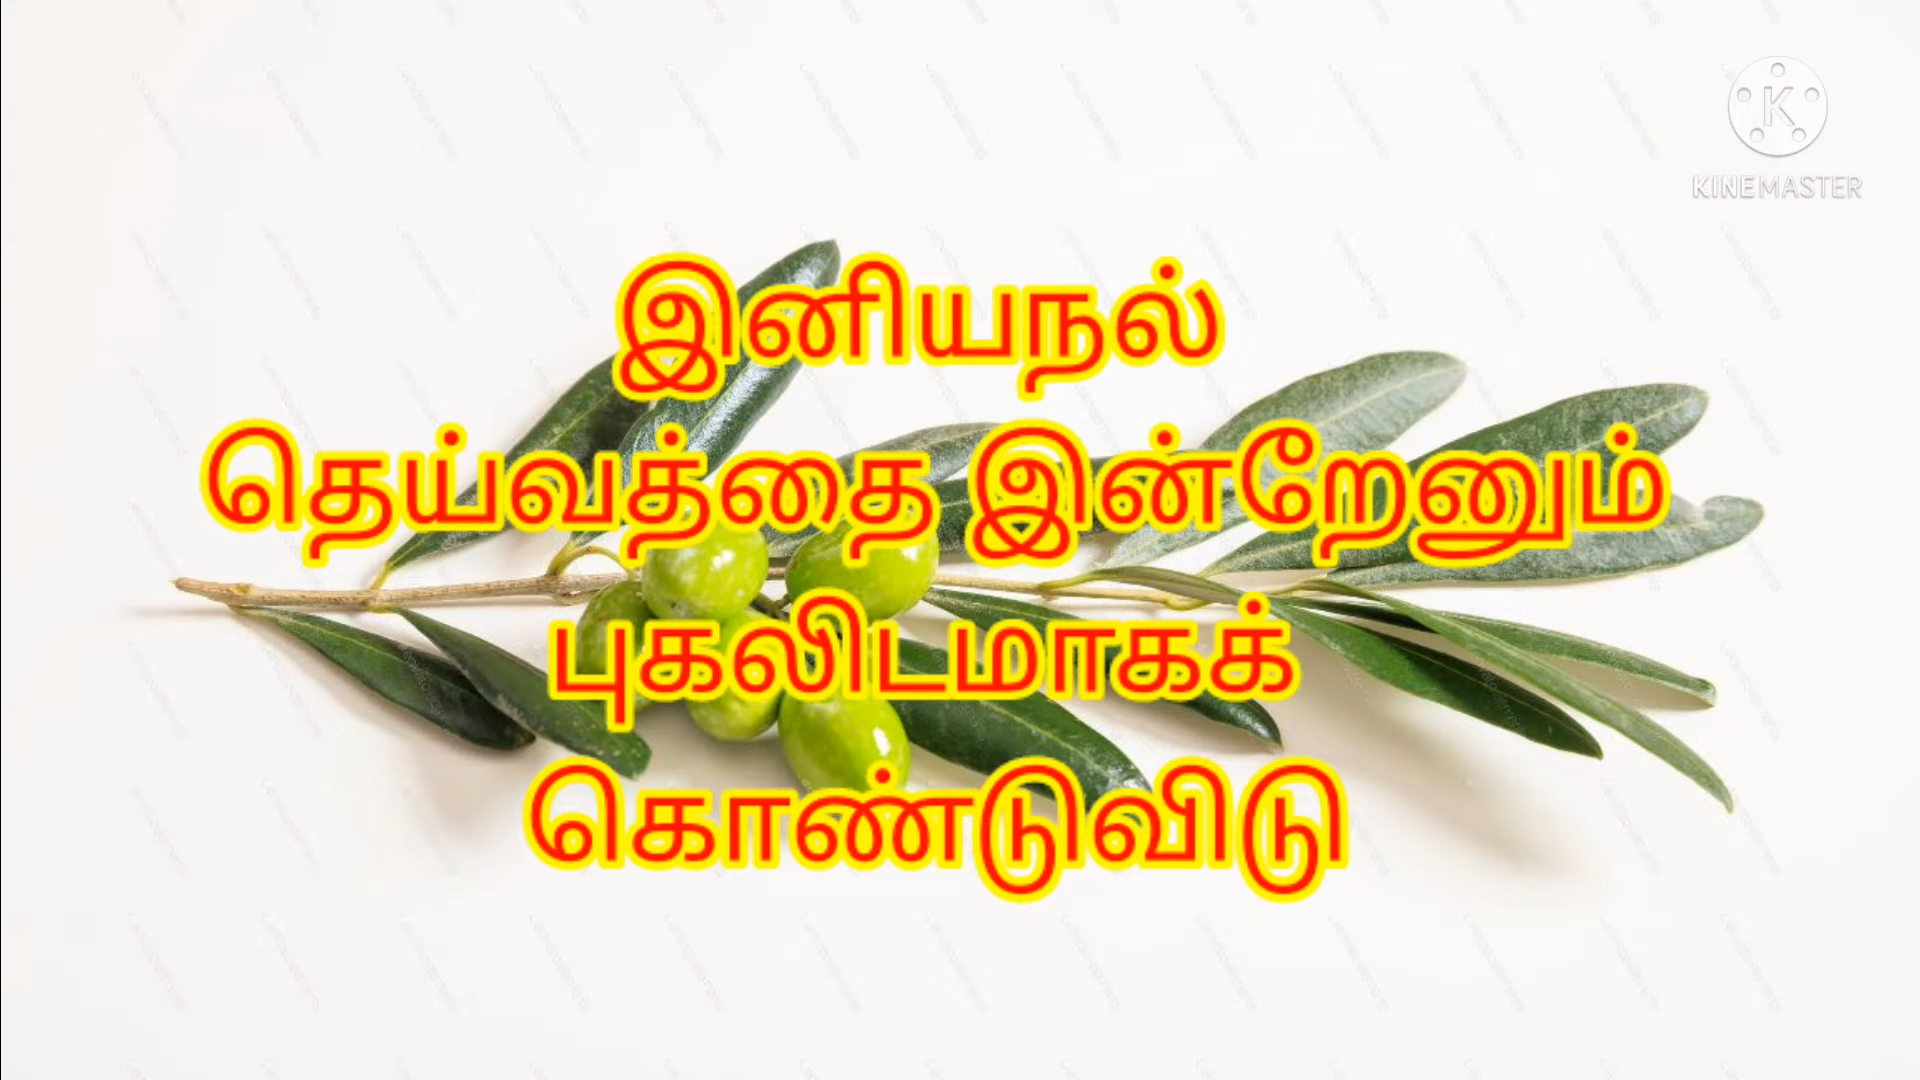 KINEMASTER
இனியநல்
தெய்வத்தை இன்றேனும்
புகலிடமாகக்
கொண்டுவிடு